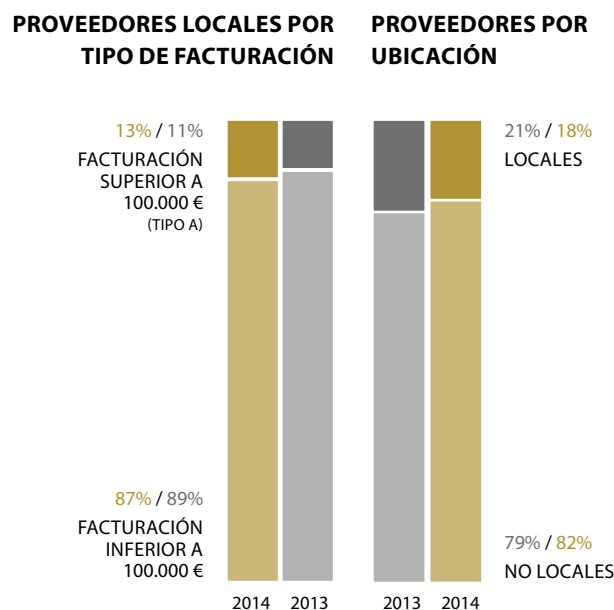 PROVEEDORES LOCALES POR
TIPO DE FACTURACIÓN
13% / 11%
FACTURACIÓN
SUPERIOR A
100.000 €
(TIPO A)
87% / 89%
FACTURACIÓN
INFERIOR A
100.000 €
2014 2013
PROVEEDORES POR
UBICACIÓN
21% / 18%
LOCALES
79% / 82%
NO LOCALES
2013 2014